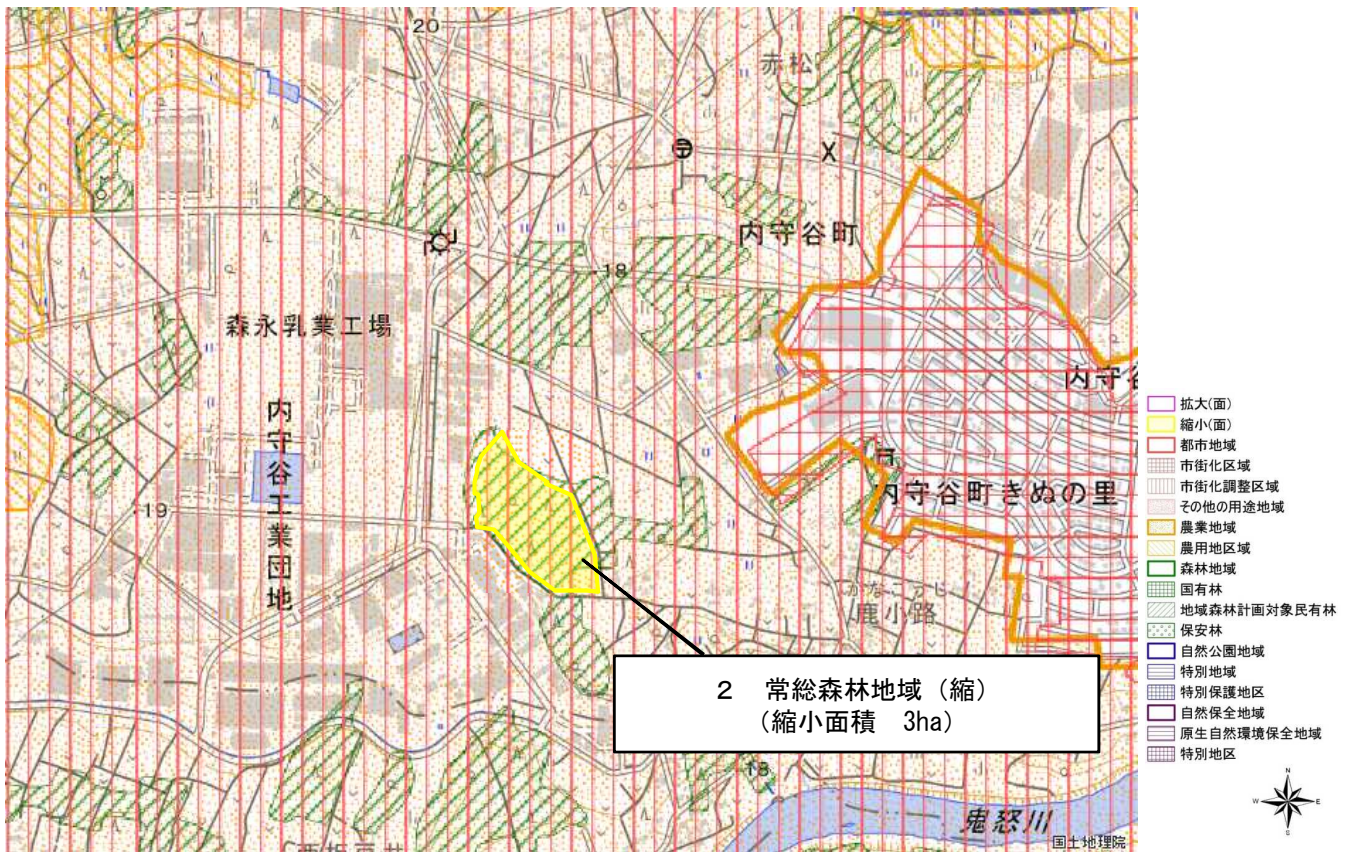 20
赤松
内守谷町
18
森永乳業工場
内守谷
内守谷工業団地
19
内守谷町きぬの里
かなこうじ
鹿小路
2 常総森林地域（縮）
（縮小面積 3ha）
18
鬼怒川
国土地理院
拡大(面)
縮小(面)
都市地域
市街化区域
市街化調整区域
その他の用途地域
農業地域
農用地区域
森林地域
国有林
地域森林計画対象民有林
保安林
自然公園地域
特別地域
特別保護地区
自然保全地域
原生自然環境保全地域
特別地区
N
W
E
S